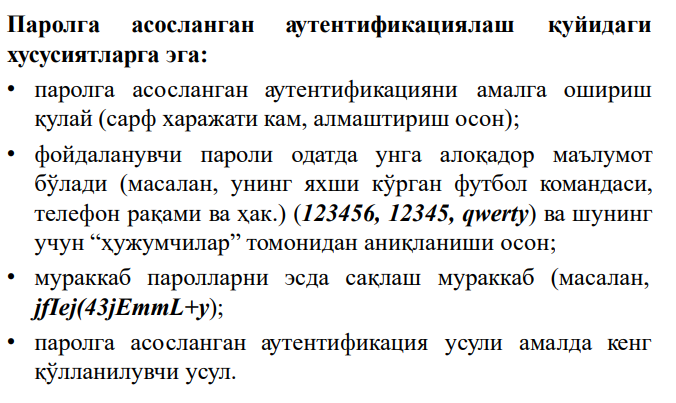 Паролга асосланган аутентификациялаш қуйидаги
хусусиятларга эга:
• паролга асосланган аутентификацияни амалга ошириш
қулай (сарф харажати кам, алмаштириш осон);
• фойдаланувчи пароли одатда унга алоқадор маълумот
бўлади (масалан, унинг яхши кўрган футбол командаси,
телефон рақами ва ҳак.) (123456, 12345, qwerty) ва шунинг
учун “ҳужумчилар” томонидан аниқланиши осон;
• мураккаб паролларни эсда сақлаш мураккаб (масалан,
jfIej(43jEmmL+y);
• паролга асосланган аутентификация усули амалда кенг
қўлланилувчи усул.